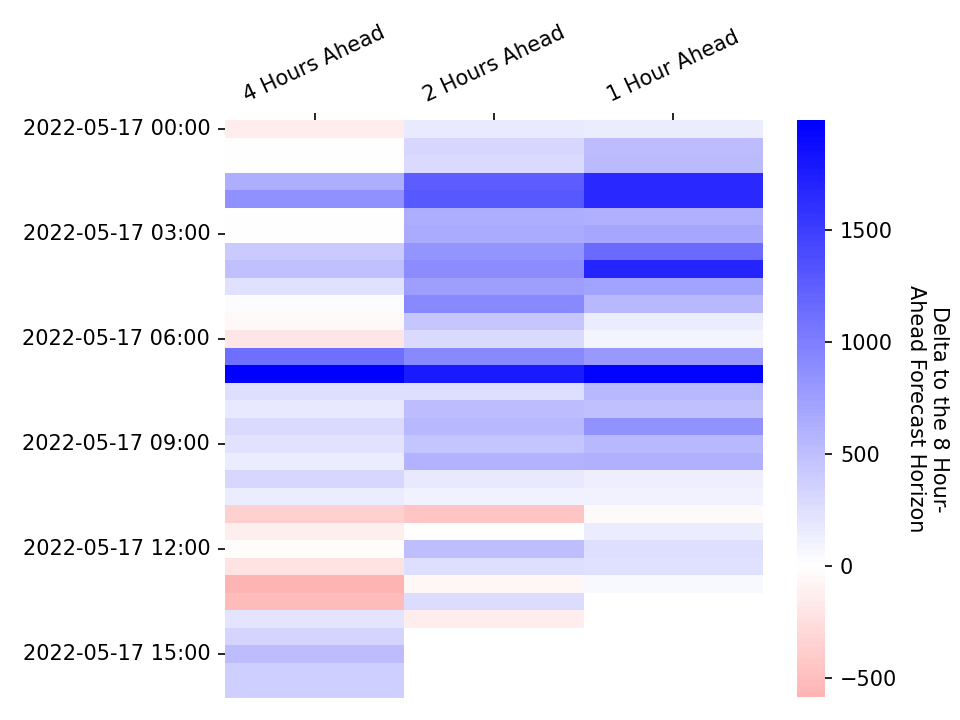 4 Hours Ahead
2 Hours Ahead
1 Hour Ahead
2022-05-17 00:00
2022-05-17 03:00
2022-05-17 06:00
2022-05-17 09:00
2022-05-17 12:00
2022-05-17 15:00
1500
1000
500
0
−500
Delta to the 8 Hour-
Ahead Forecast Horizon